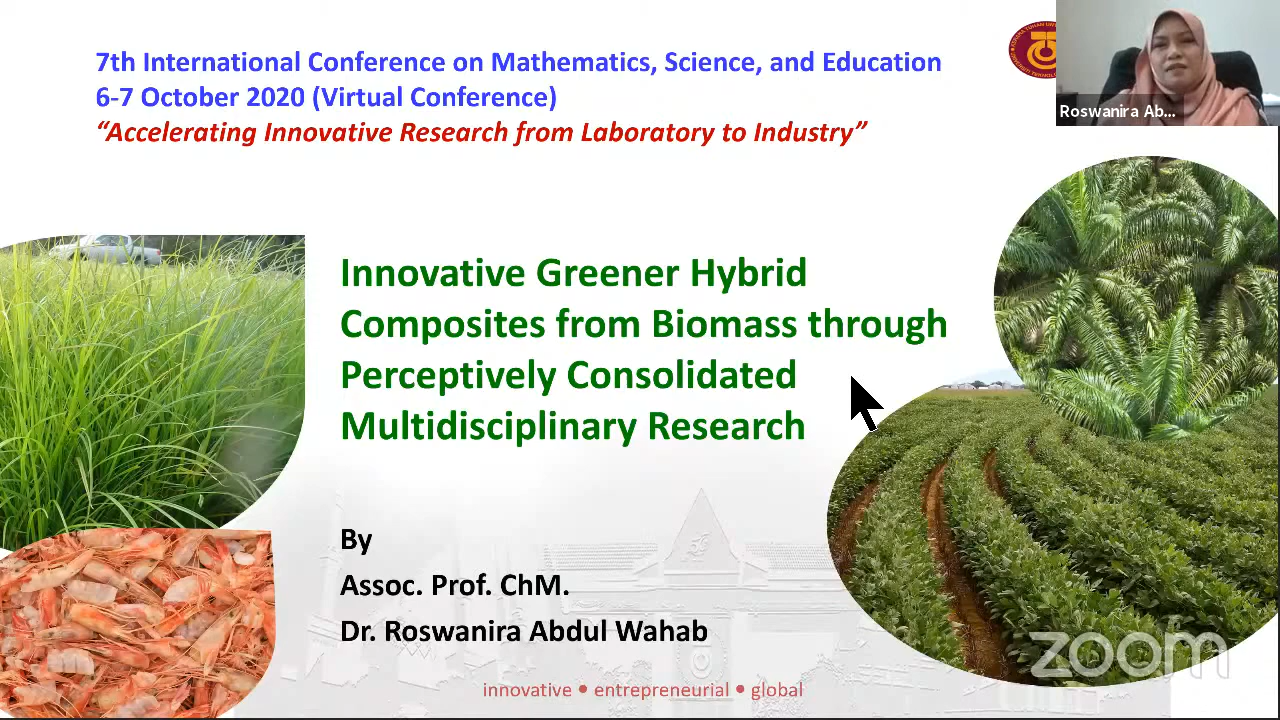 7th International Conference on Mathematics, Science, and Education
6-7 October 2020 (Virtual Conference)
“Accelerating Innovative Research from Laboratory to Industry”
Roswanira Ab...
Innovative Greener Hybrid
Composites from Biomass through
Perceptively Consolidated
Multidisciplinary Research
By
Assoc. Prof. ChM.
Dr. Roswanira Abdul Wahab
zoom
innovative • entrepreneurial • global